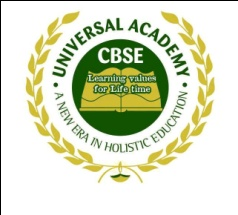 UNIVERSAL ACADEMY
CBSE
Learning values
for Life time
A NEW ERA IN HOLISTIC EDUCATION